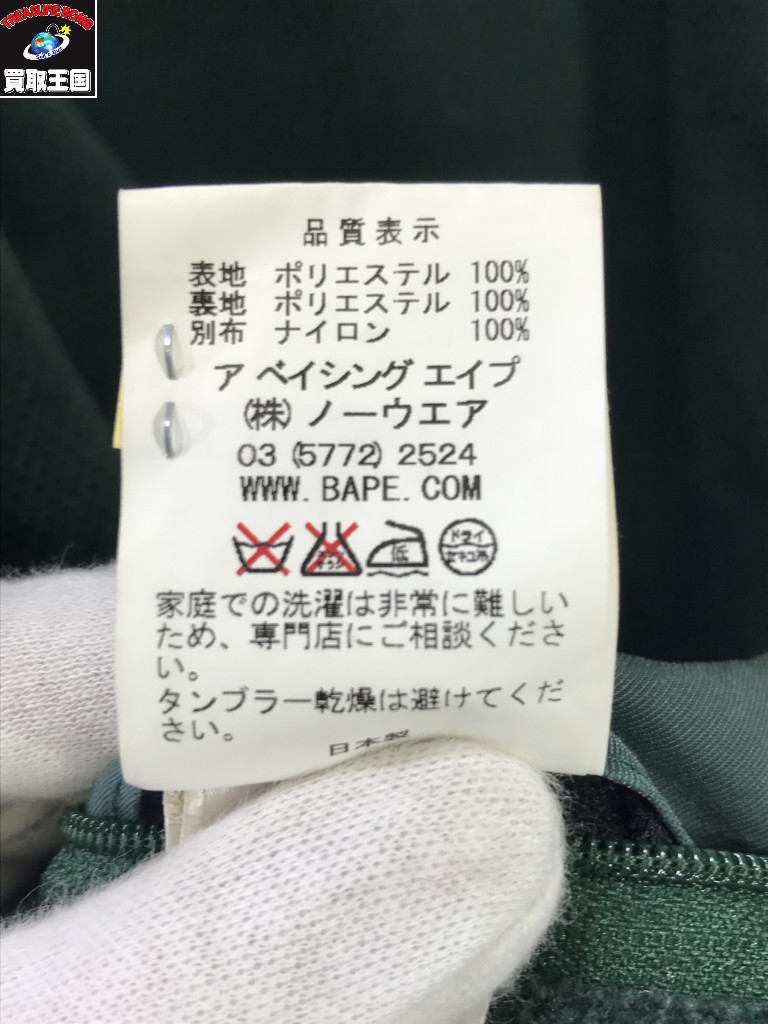 TREASURE BOMB
買取王国
品質表示
表地 ポリエステル 100%
裏地 ポリエステル 100%
別布 ナイロン 100%
ア ベイシング エイプ
(株) ノーウエア
03 (5772) 2524
WWW. BAPE. COM
低
ドライ
セキユ系
家庭での洗濯は非常に難しい
ため、専門店にご相談くださ
い。
タンブラー乾燥は避けてくだ
さい。
日本製